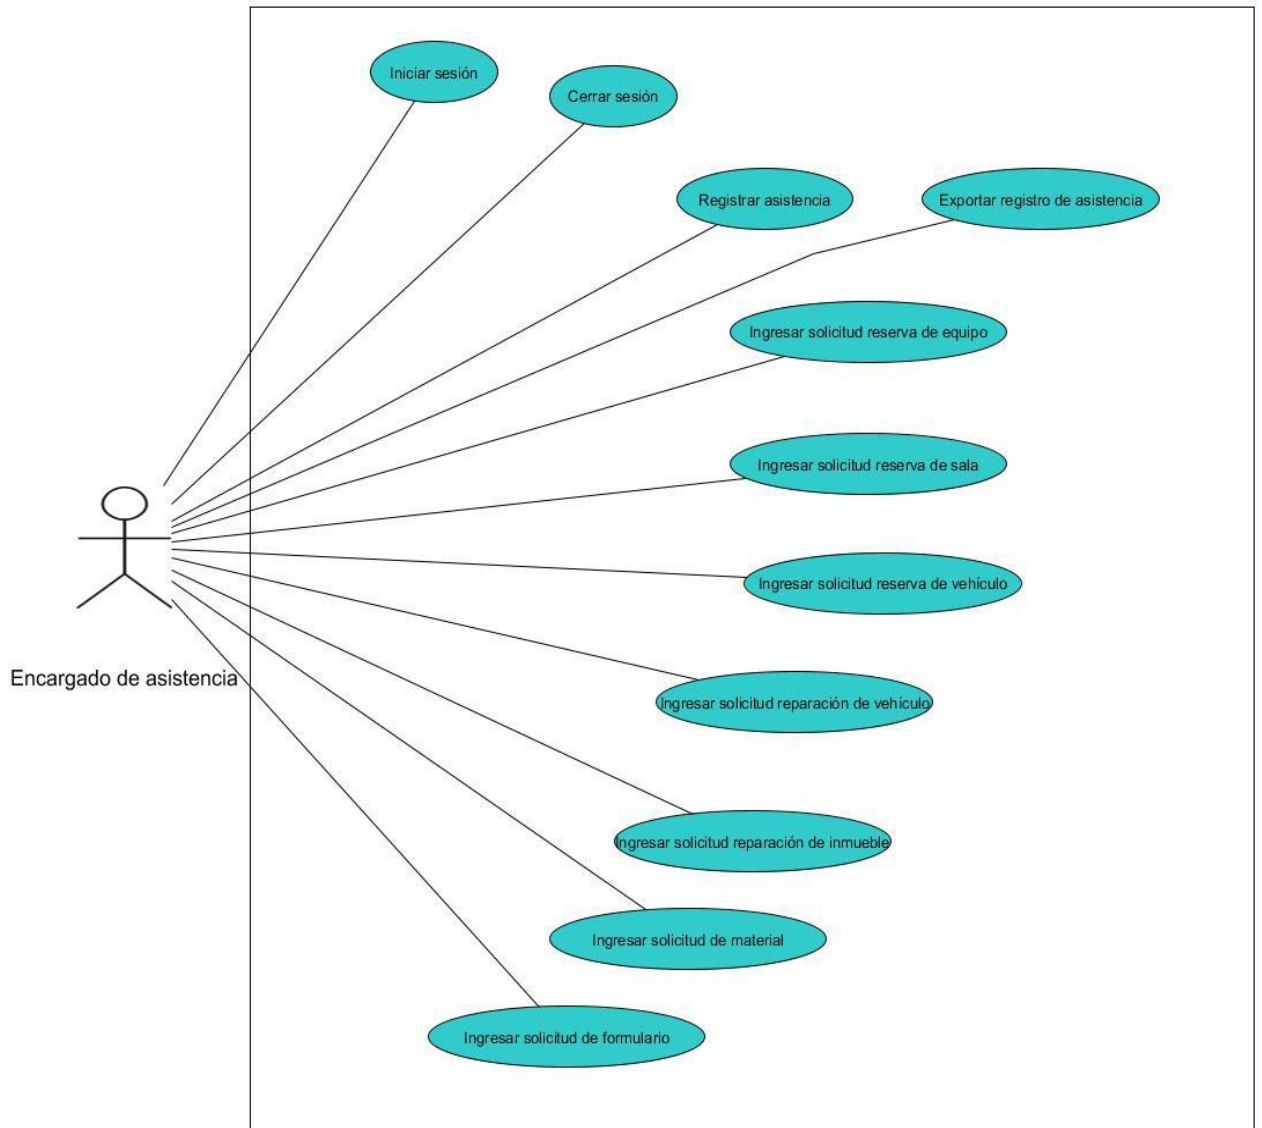 Iniciar sesión
Cerrar sesión
Registrar asistencia
Exportar registro de asistencia
Ingresar solicitud reserva de equipo
Ingresar solicitud reserva de sala
Ingresar solicitud reserva de vehículo
Encargado de asistencia
Ingresar solicitud reparación de vehículo
Ingresar solicitud reparación de inmueble
Ingresar solicitud de material
Ingresar solicitud de formulario